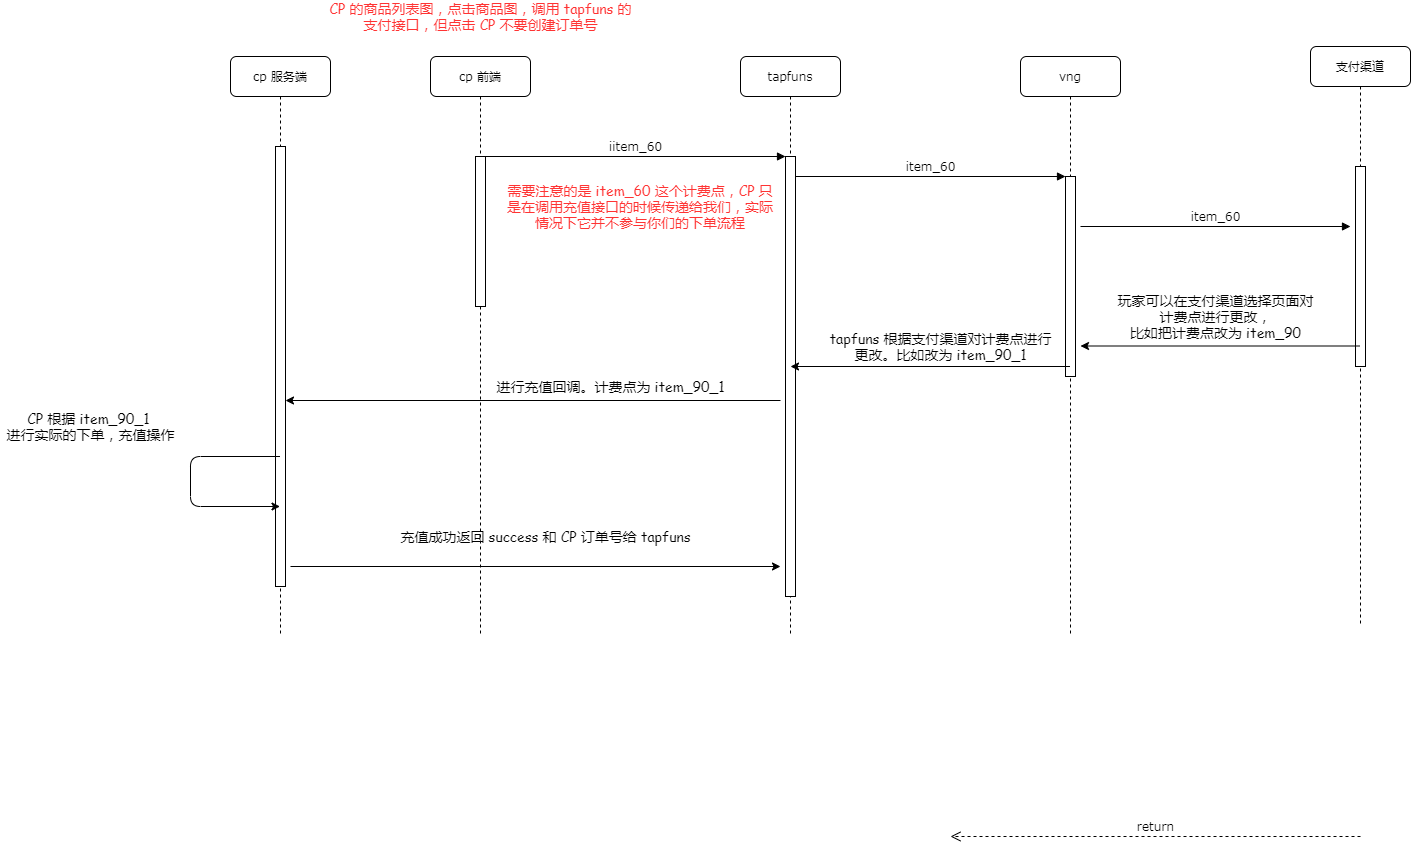 CP 的商品列表图，点击商品图，调用 tapfuns 的
支付接口，但点击 CP 不要创建订单号
cp 服务端
cp 前端
tapfuns
vng
支付渠道
iitem_60
item_60
需要注意的是 item_60 这个计费点，CP 只
是在调用充值接口的时候传递给我们，实际
情况下它并不参与你们的下单流程
item_60
玩家可以在支付渠道选择页面对
计费点进行更改，
比如把计费点改为 item_90
tapfuns 根据支付渠道对计费点进行
更改。比如改为 item_90_1
进行充值回调。计费点为 item_90_1
CP 根据 item_90_1
进行实际的下单，充值操作
充值成功返回 success 和 CP 订单号给 tapfuns
return